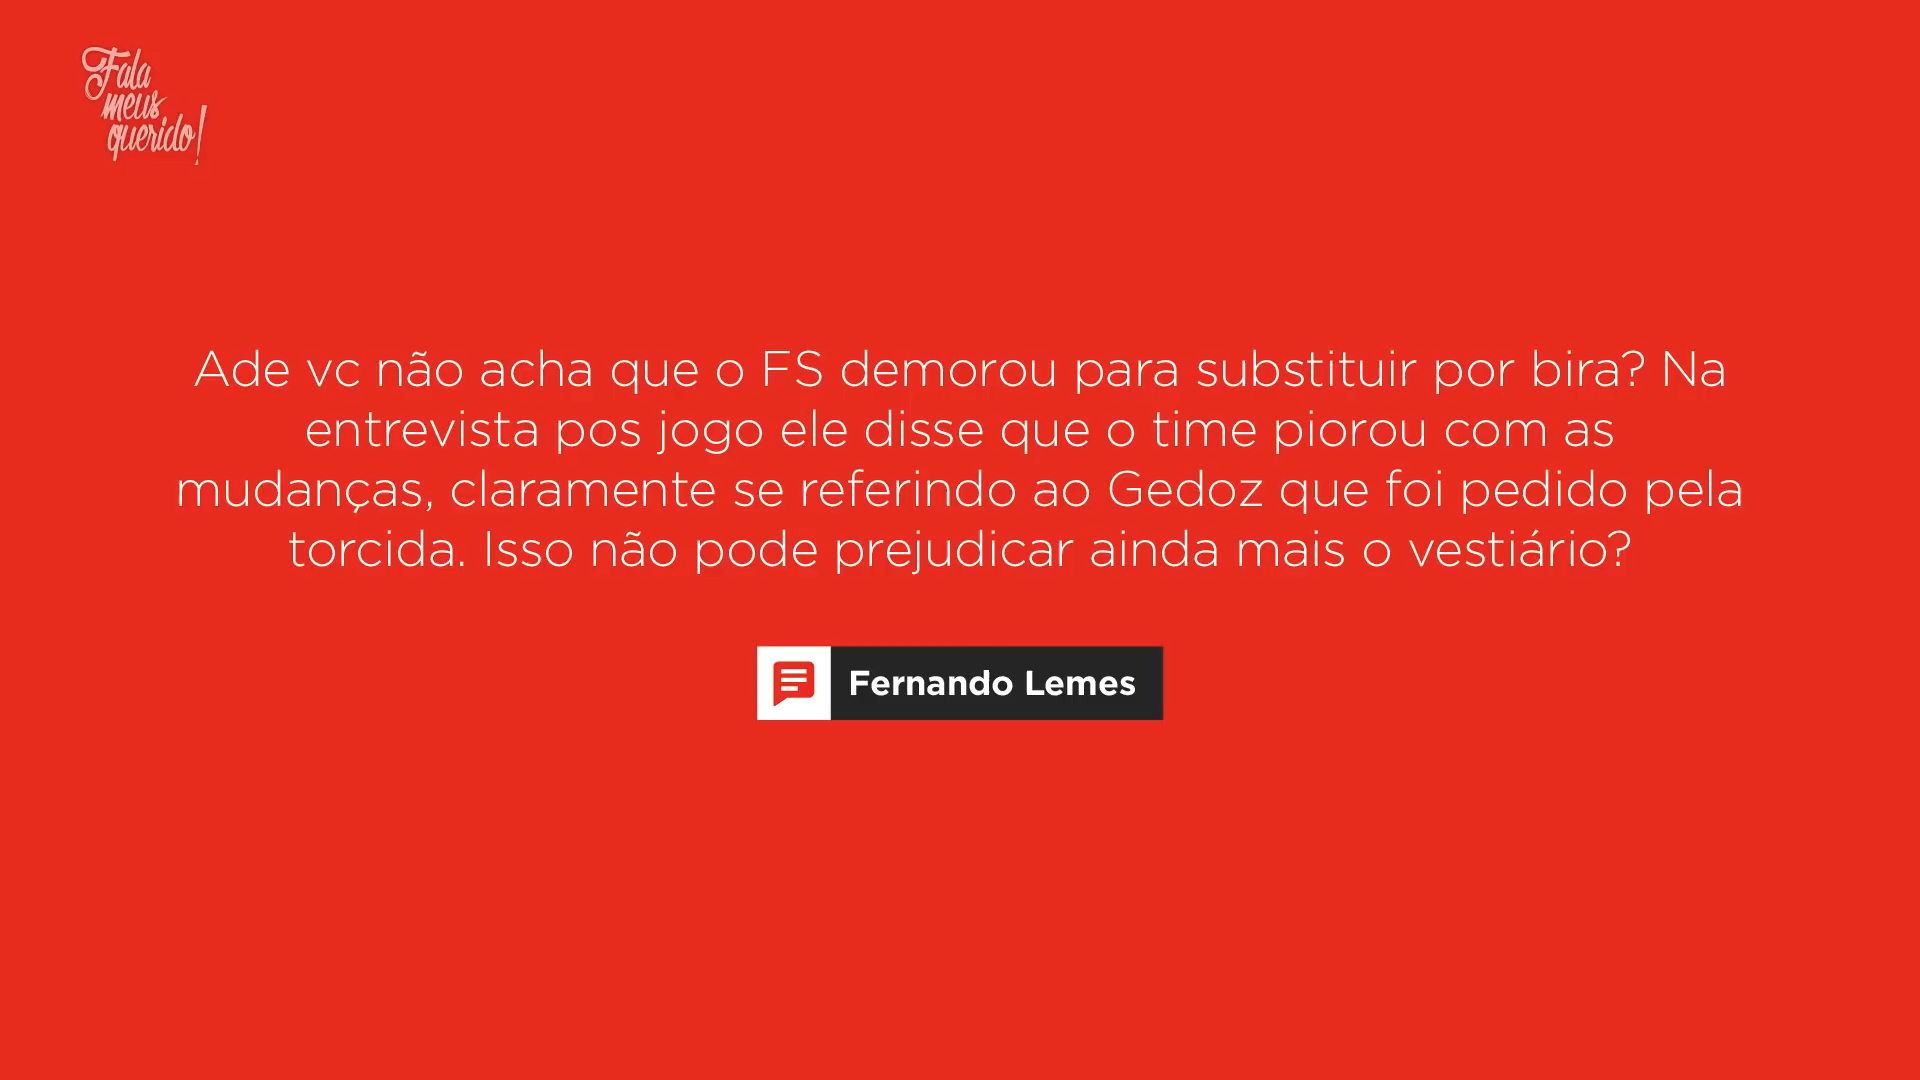 Fala
meus
querido!
Ade vc não acha que o FS demorou para substituir por bira? Na
entrevista pos jogo ele disse que o time piorou com as
mudanças, claramente se referindo ao Gedoz que foi pedido pela
torcida. Isso não pode prejudicar ainda mais o vestiário?
Fernando Lemes